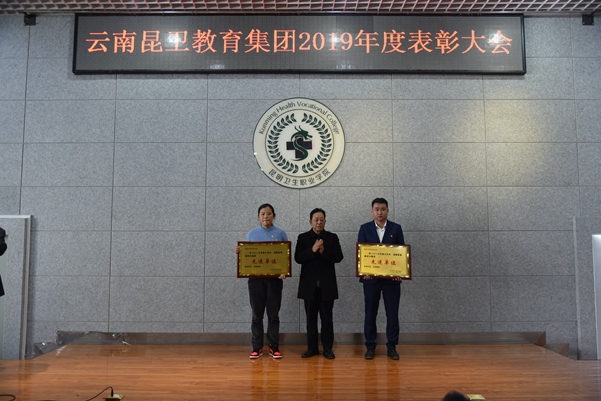 云南昆卫教育集团2019年度表彰大会
Kunming Health Vocational College
昆明卫生职业学院
先进单位
先进单位